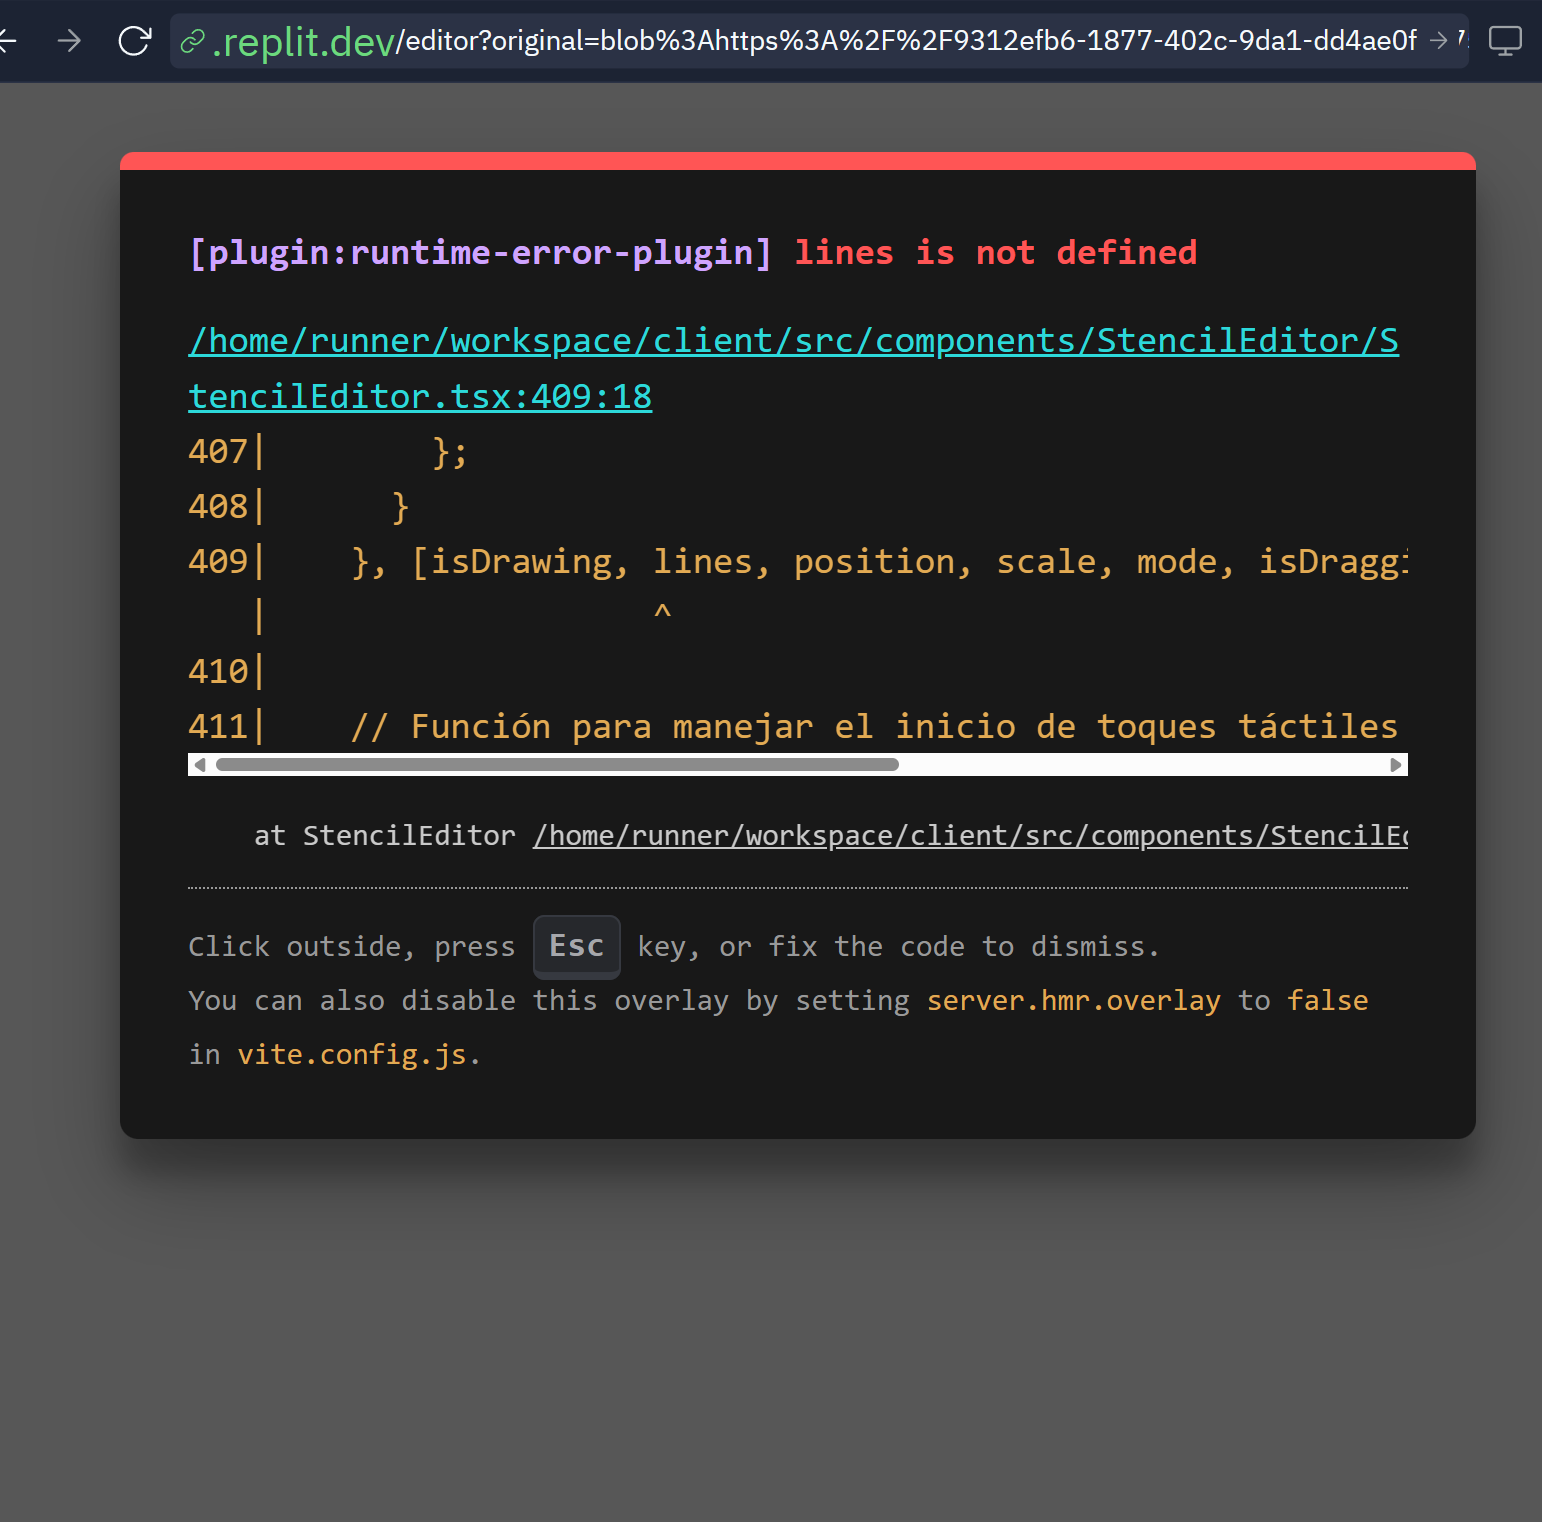 .replit.dev/editor?original=blob%3Ahttps%3A%2F%2F9312efb6-1877-402c-9da1-dd4ae0f
[plugin:runtime-error-plugin] lines is not defined
/home/runner/workspace/client/src/components/StencilEditor/S
tencilEditor.tsx:409:18
407|        };
408|      }
409|    }, [isDrawing, lines, position, scale, mode, isDraggi
   |                   ^
410|
411|    // Función para manejar el inicio de toques táctiles
at StencilEditor /home/runner/workspace/client/src/components/StencilEd
Click outside, press Esc key, or fix the code to dismiss.
You can also disable this overlay by setting server.hmr.overlay to false
in vite.config.js.